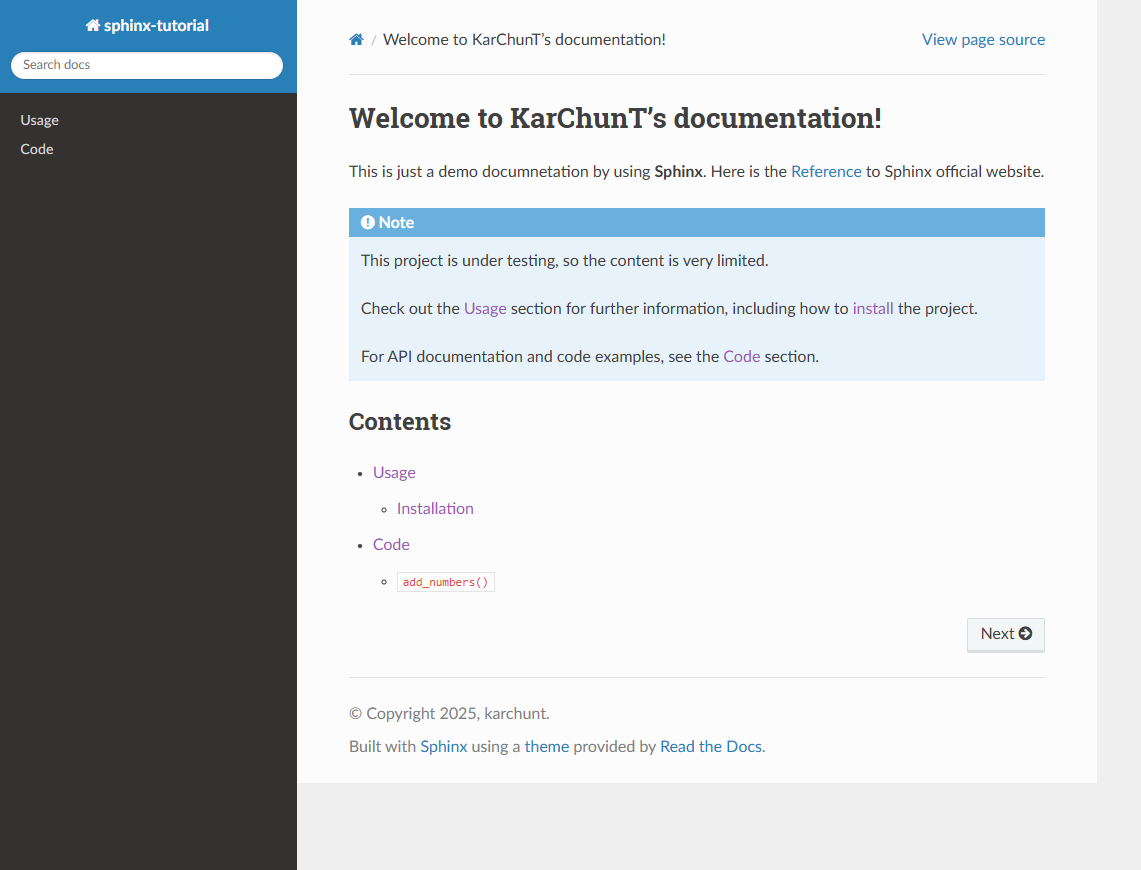 sphinx-tutorial
Search docs
Usage
Code
/ Welcome to KarChunT’s documentation!
View page source
Welcome to KarChunT’s documentation!
This is just a demo documnetation by using Sphinx. Here is the Reference to Sphinx official website.
Note
This project is under testing, so the content is very limited.
Check out the Usage section for further information, including how to install the project.
For API documentation and code examples, see the Code section.
Contents
Usage
Installation
Code
add_numbers()
Next
© Copyright 2025, karchunt.
Built with Sphinx using a theme provided by Read the Docs.